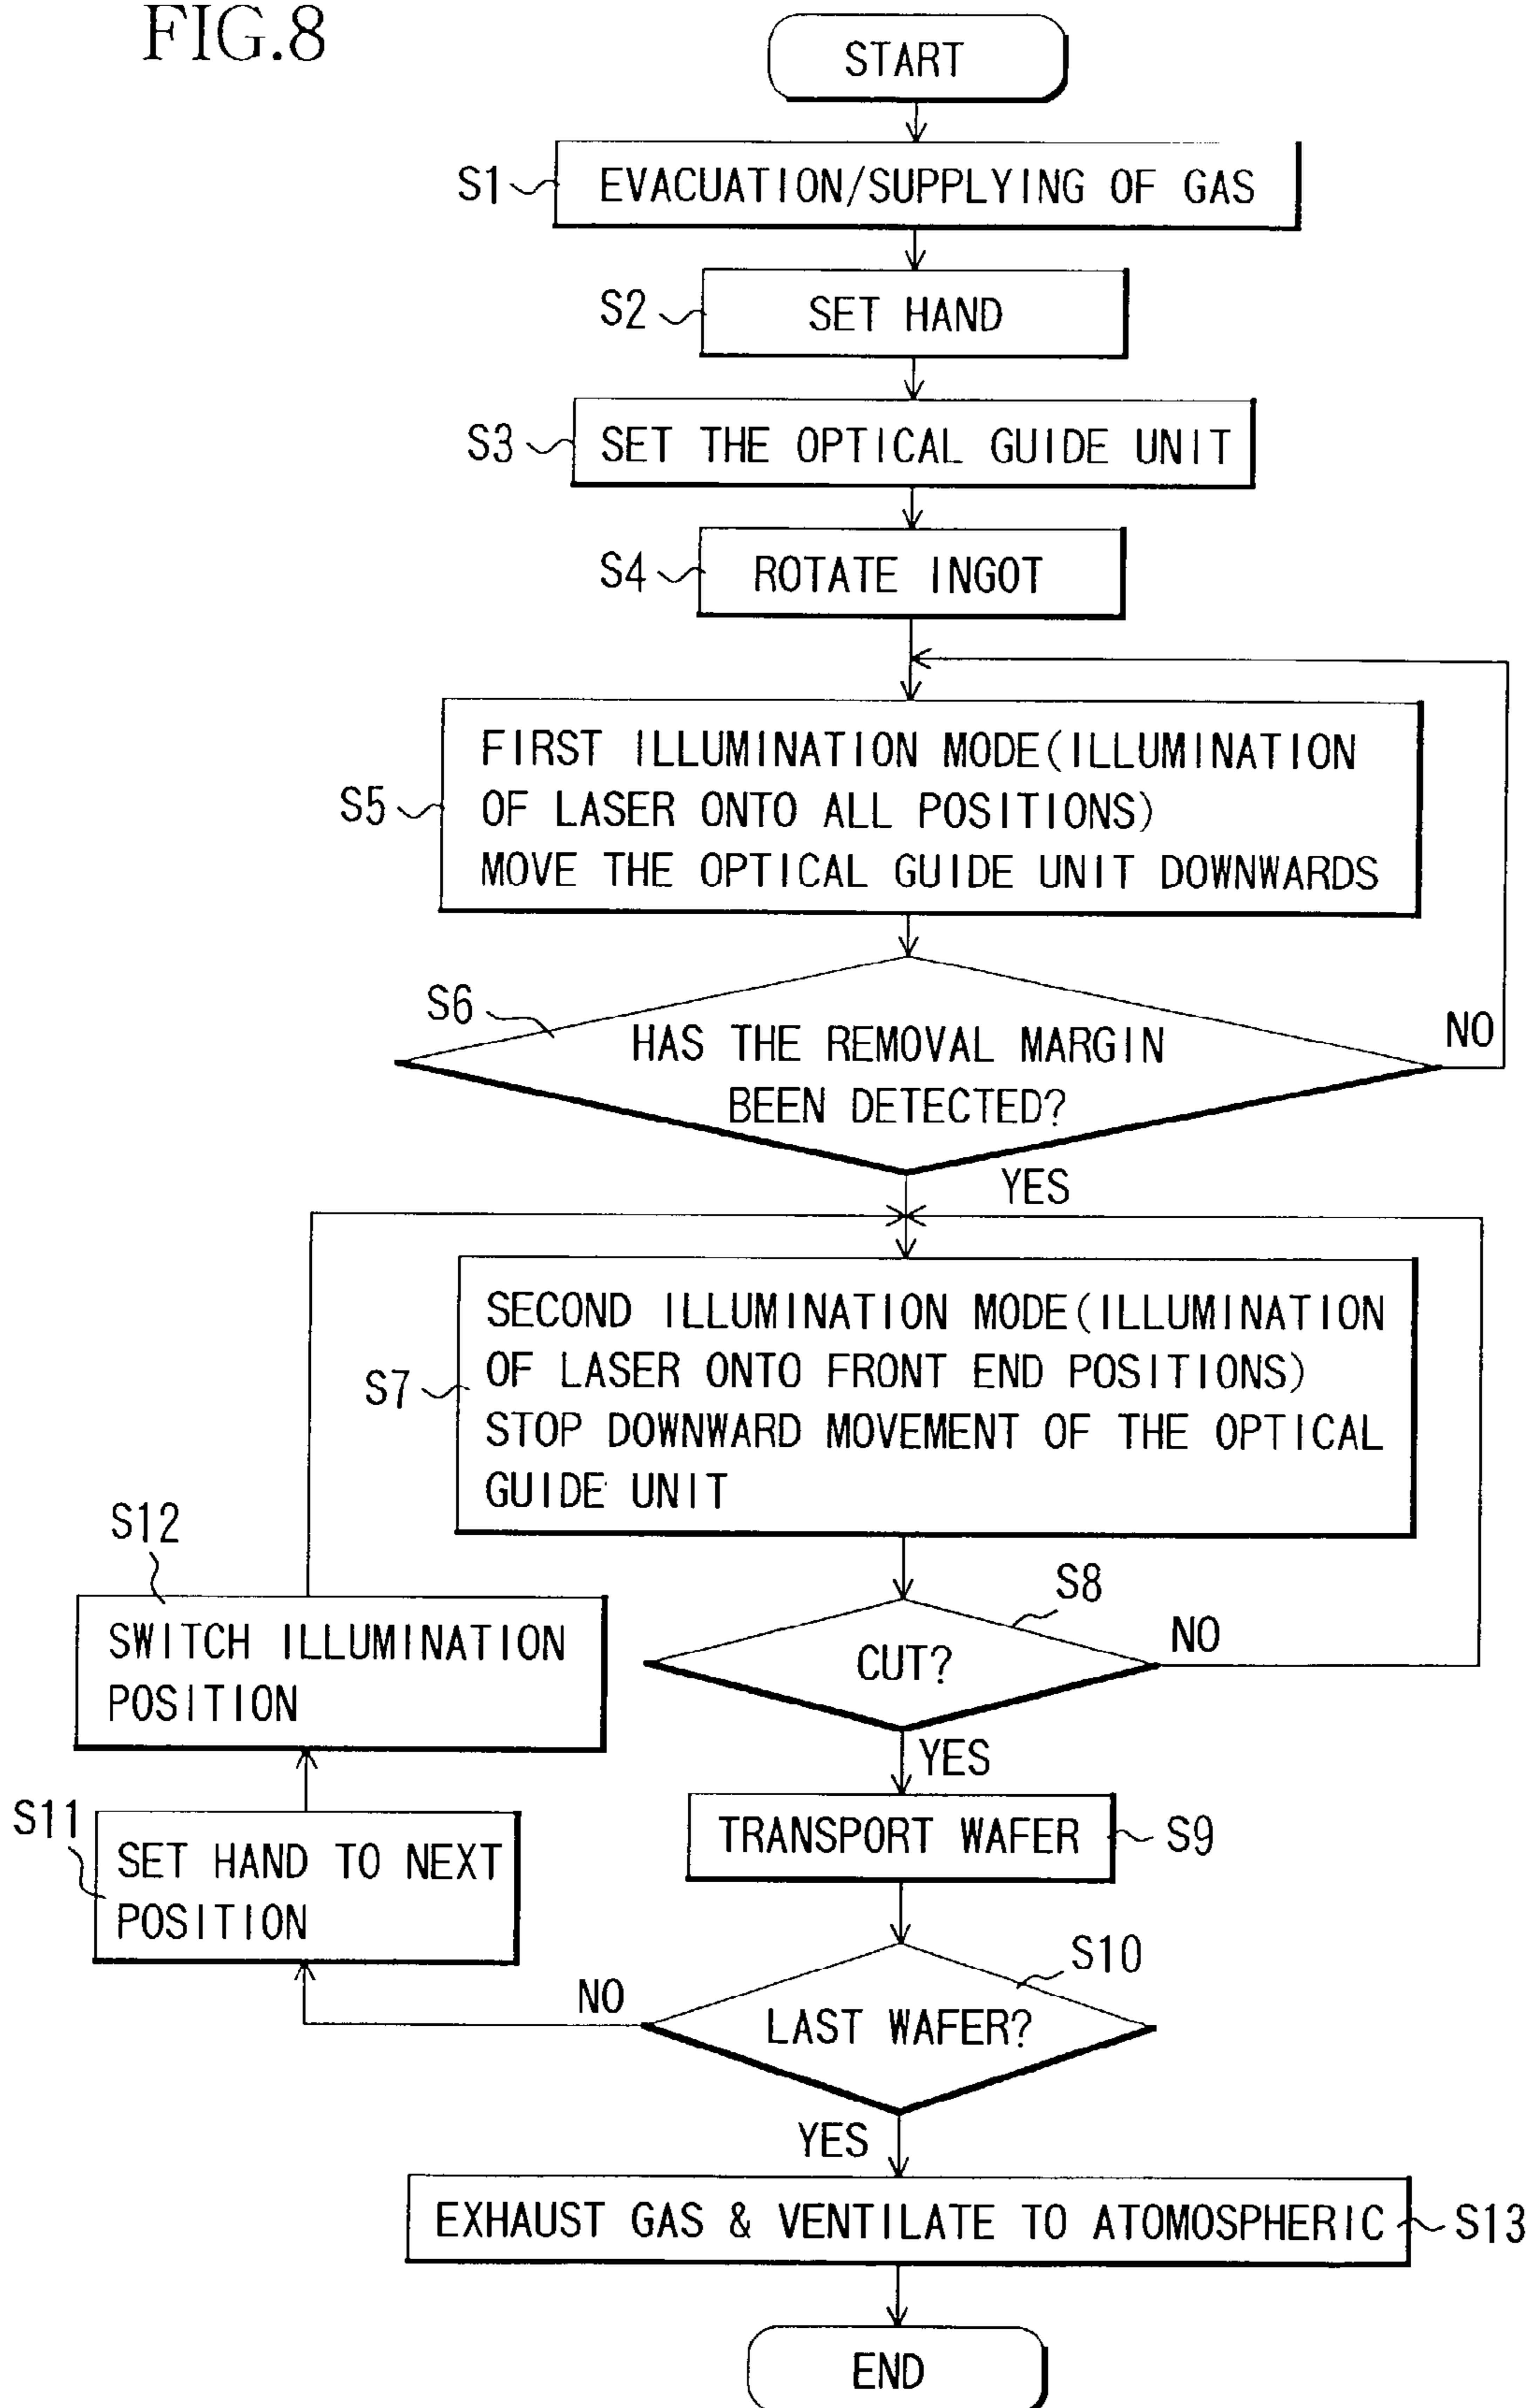 FIG.8
START
S1
EVACUATION/SUPPLYING OF GAS
S2
SET HAND
S3
SET THE OPTICAL GUIDE UNIT
S4
ROTATE INGOT
S5
FIRST ILLUMINATION MODE(ILLUMINATION
OF LASER ONTO ALL POSITIONS)
MOVE THE OPTICAL GUIDE UNIT DOWNWARDS
S6
HAS THE REMOVAL MARGIN
BEEN DETECTED?
NO
YES
S7
SECOND ILLUMINATION MODE(ILLUMINATION
OF LASER ONTO FRONT END POSITIONS)
STOP DOWNWARD MOVEMENT OF THE OPTICAL
GUIDE UNIT
S12
SWITCH ILLUMINATION
POSITION
S8
CUT?
NO
YES
S11
SET HAND TO NEXT
POSITION
TRANSPORT WAFER
S9
S10
LAST WAFER?
NO
YES
EXHAUST GAS & VENTILATE TO ATOMOSPHERIC
S13
END